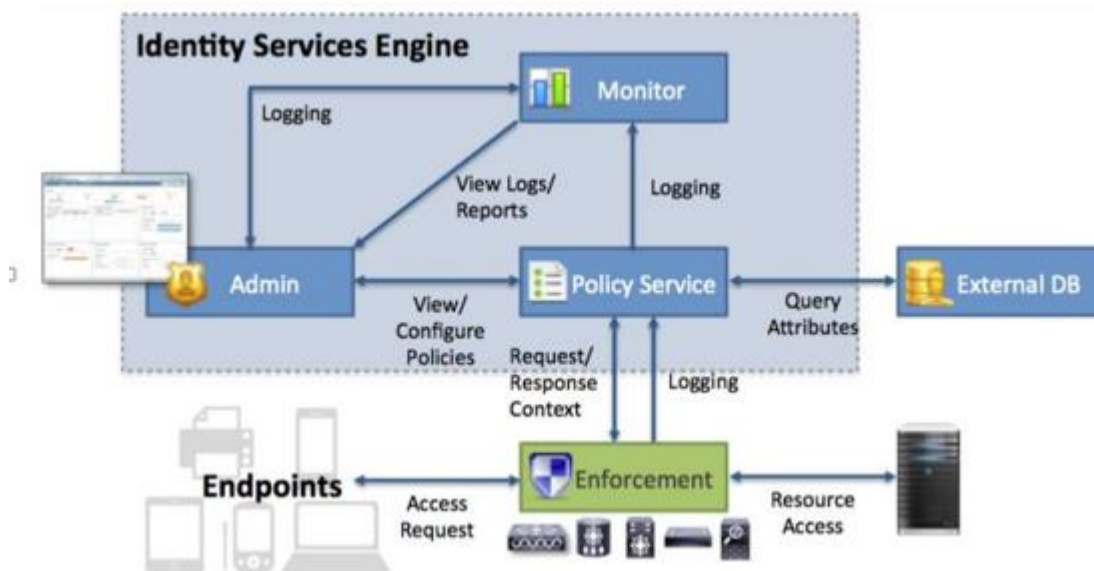 Identity Services Engine
Monitor
Logging
View Logs/
Reports
Logging
Admin
Policy Service
External DB
View/
Configure
Policies
Query
Attributes
Request/
Response
Context
Logging
Endpoints
Enforcement
Access
Request
Resource
Access